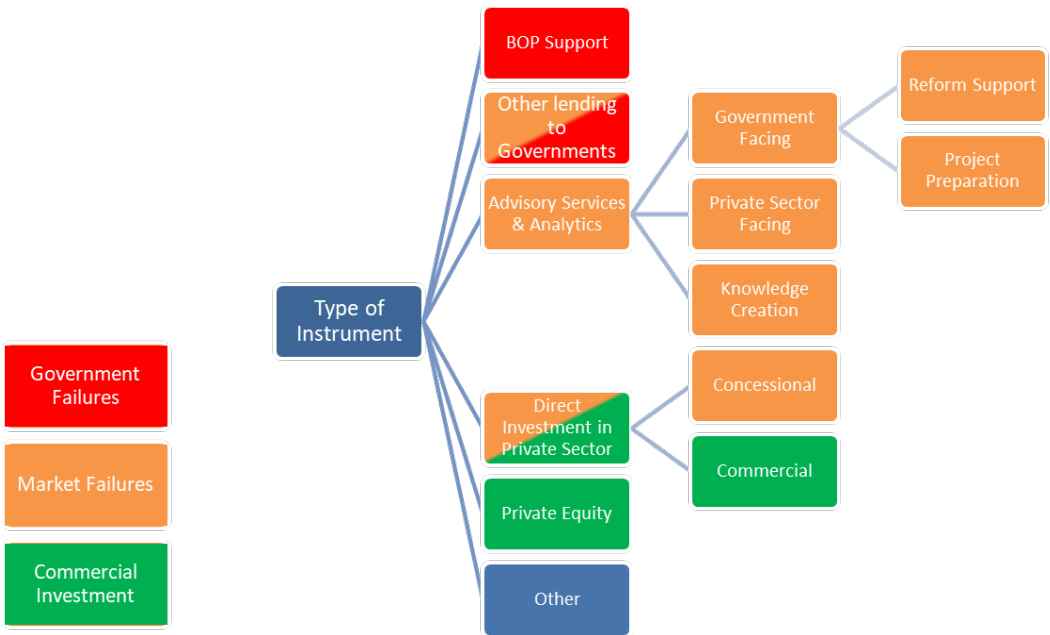 BOP Support
Other lending
to
Governments
Advisory Services
& Analytics
Government
Facing
Reform Support
Project
Preparation
Private Sector
Facing
Knowledge
Creation
Type of
Instrument
Direct
Investment in
Private Sector
Concessional
Commercial
Private Equity
Other
Government
Failures
Market Failures
Commercial
Investment